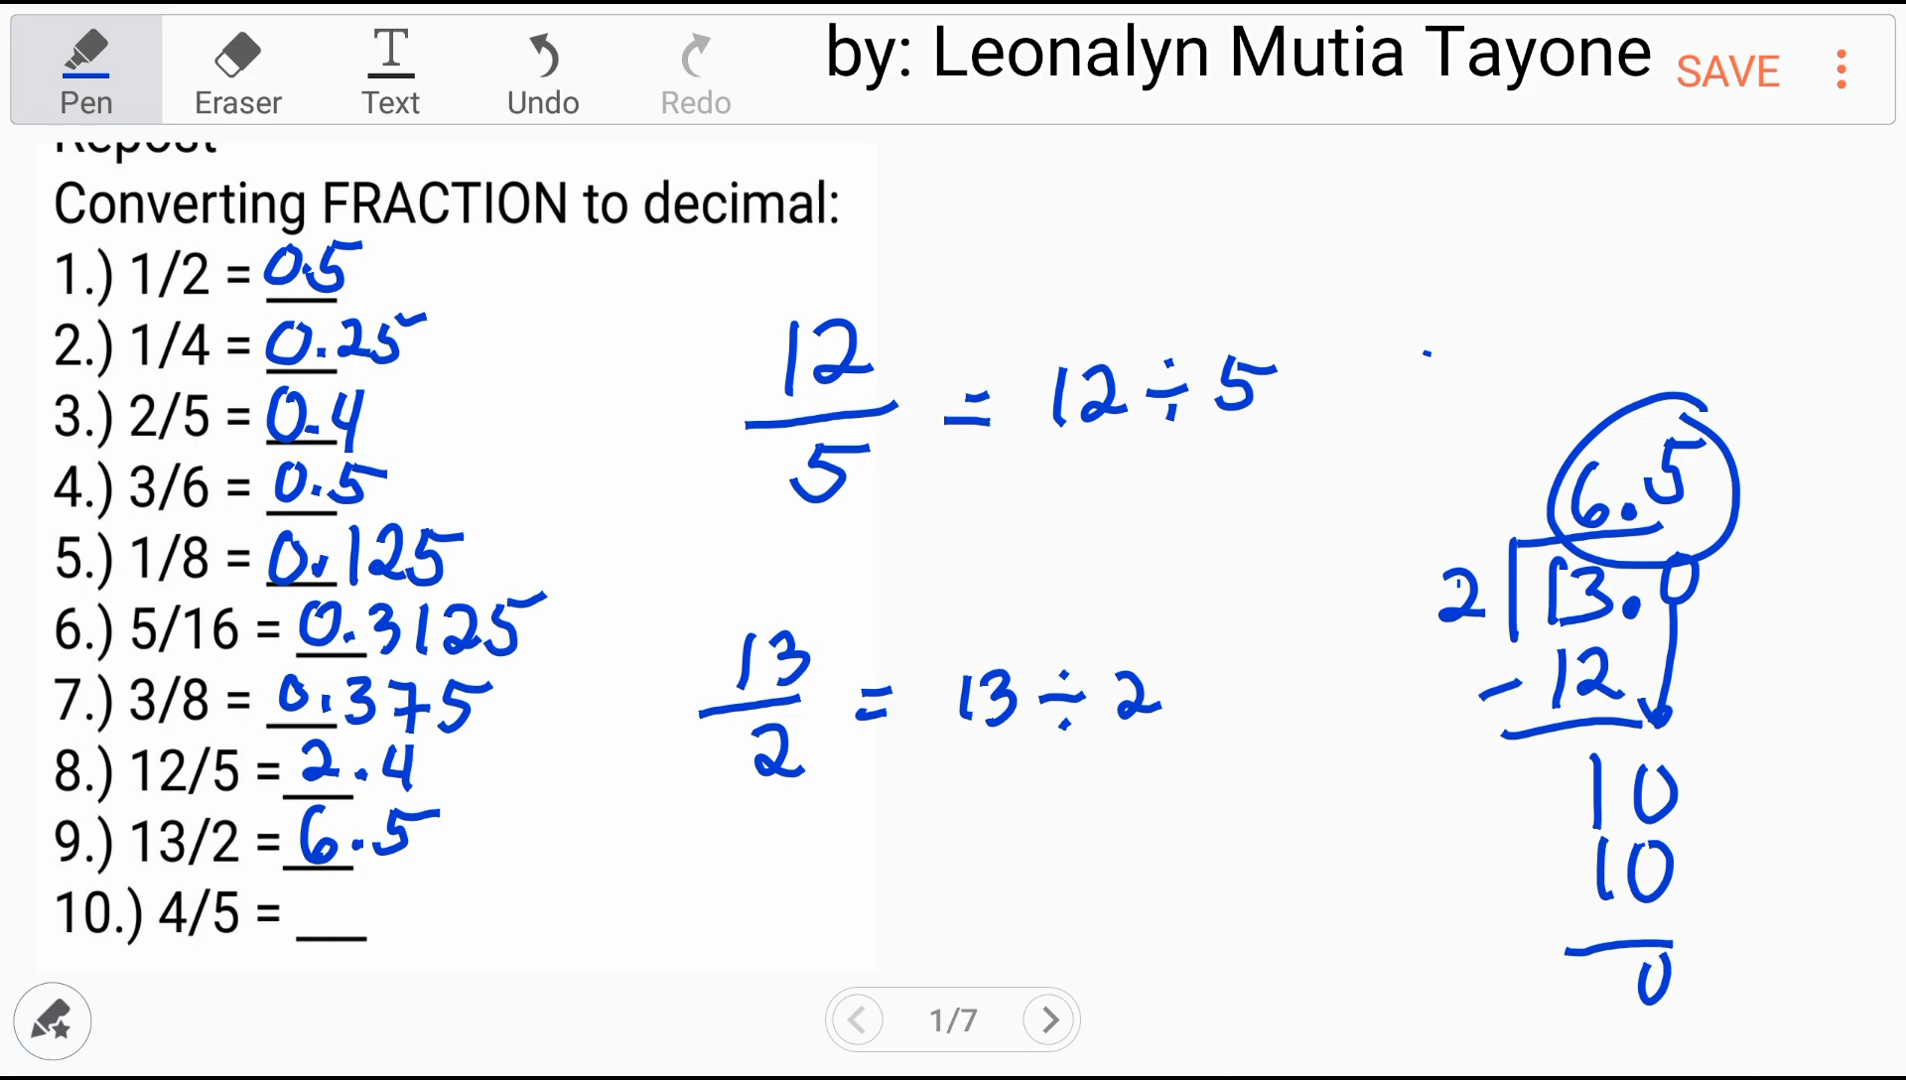 Pen
Eraser
Text
Undo
Redo
by: Leonalyn Mutia Tayone
SAVE
Repost
Converting FRACTION to decimal:
1.) 1/2 = 0.5
2.) 1/4 = 0.25
3.) 2/5 = 0.4
4.) 3/6 = 0.5
5.) 1/8 = 0.125
6.) 5/16 = 0.3125
7.) 3/8 = 0.375
8.) 12/5 = 2.4
9.) 13/2 = 6.5
10.) 4/5 = ___
12
5
= 12 ÷ 5
13
2
= 13 ÷ 2
6.5
2 13.0
- 12
10
10
0
1/7